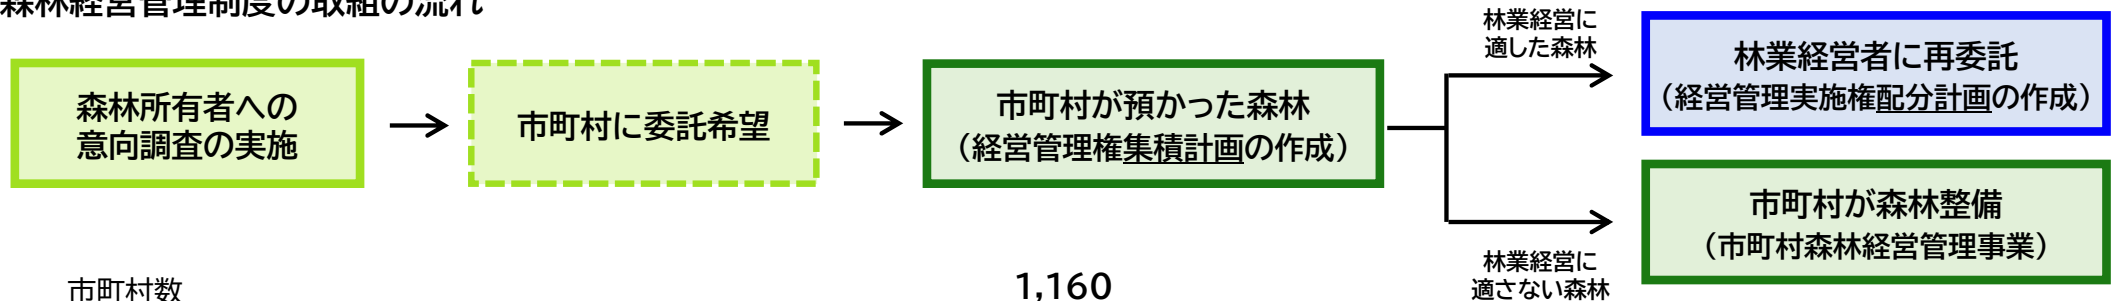 森林経営管理制度の取組の流れ
森林所有者への
意向調査の実施
市町村に委託希望
市町村が預かった森林
（経営管理権集積計画の作成）
林業経営に
適した森林
林業経営者に再委託
（経営管理実施権配分計画の作成）
林業経営に
適さない森林
市町村が森林整備
（市町村森林経営管理事業）
市町村数
1,160